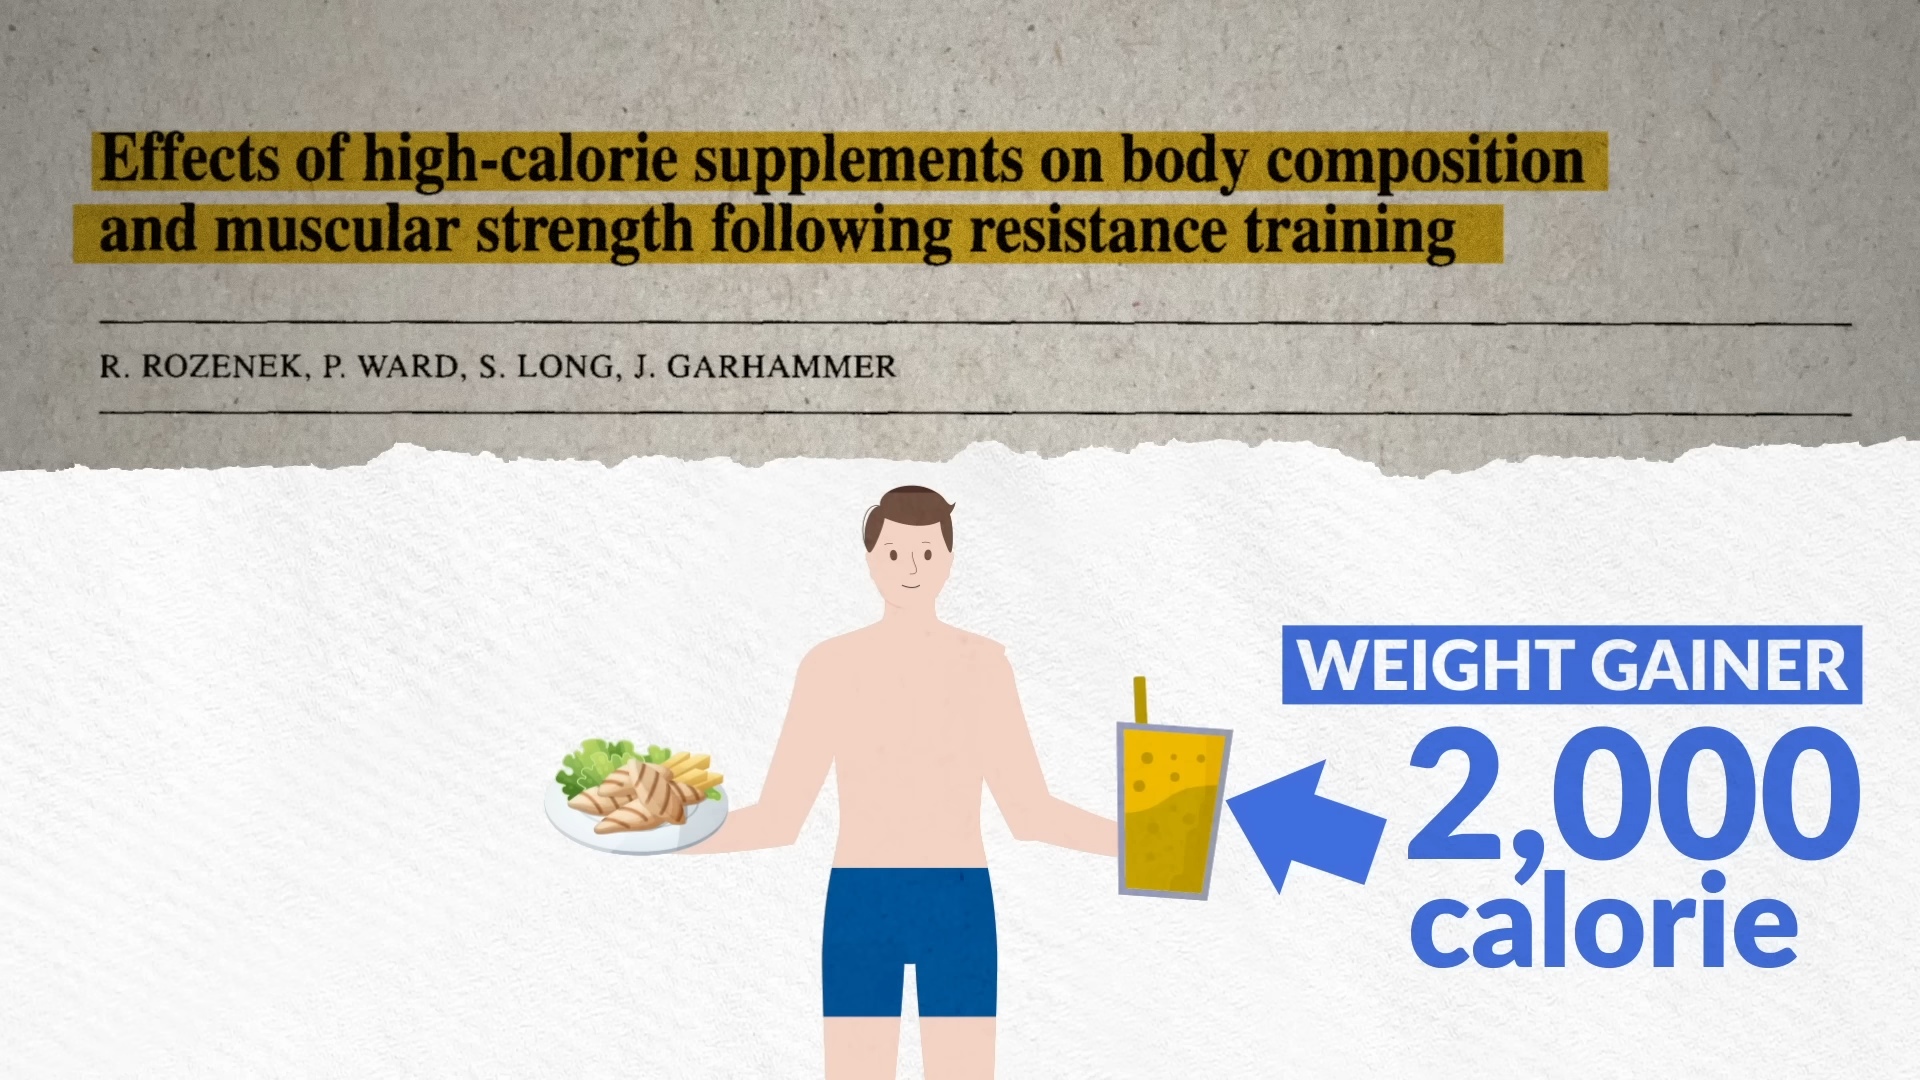 Effects of high-calorie supplements on body composition
and muscular strength following resistance training
R. ROZENEK, P. WARD, S. LONG, J. GARHAMMER
WEIGHT GAINER
2,000
calorie